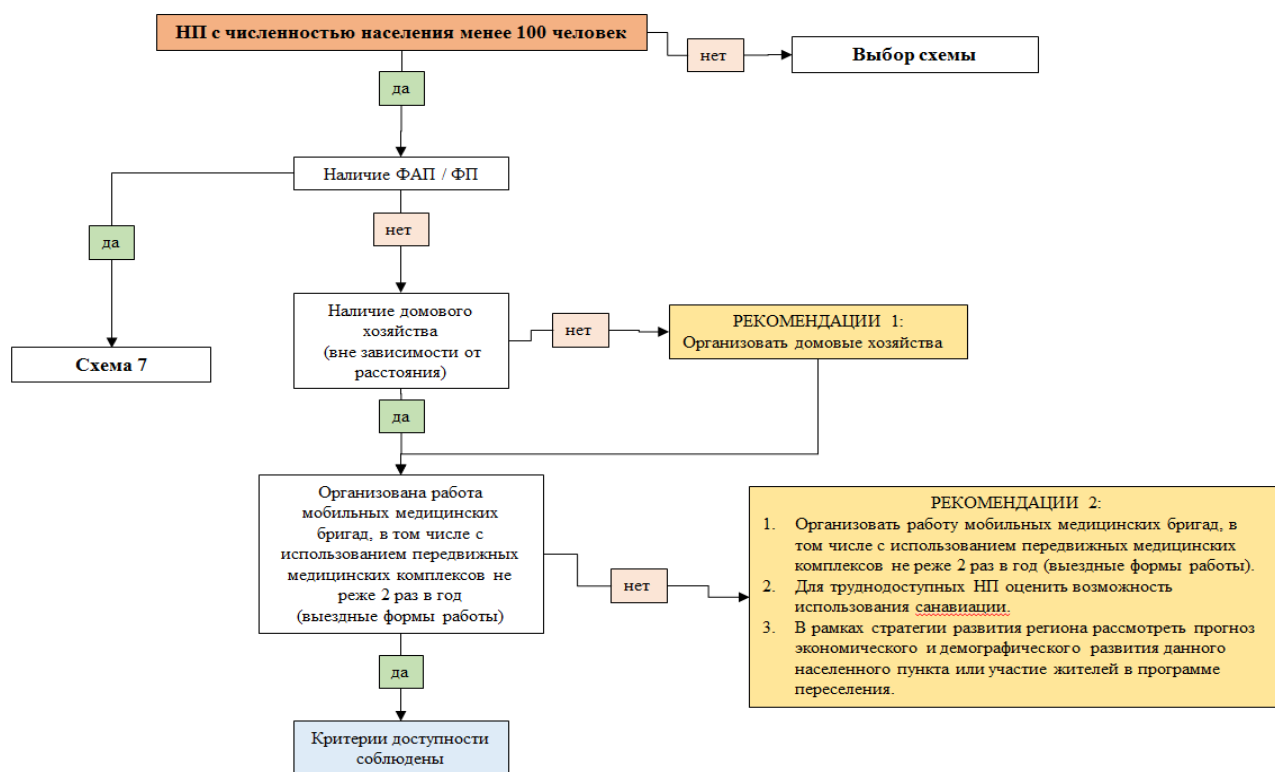 НП с численностью населения менее 100 человек
нет
Выбор схемы
да
Наличие ФАП / ФП
да
нет
Наличие домового
хозяйства
(вне зависимости от
расстояния)
нет
РЕКОМЕНДАЦИИ 1:
Организовать домовые хозяйства
Схема 7
да
Организована работа
мобильных медицинских
бригад, в том числе с
использованием передвижных
медицинских комплексов не
реже 2 раз в год
(выездные формы работы)
нет
РЕКОМЕНДАЦИИ 2:
1. Организовать работу мобильных медицинских бригад, в
том числе с использованием передвижных медицинских
комплексов не реже 2 раз в год (выездные формы работы).
2. Для труднодоступных НП оценить возможность
использования санавиации.
3. В рамках стратегии развития региона рассмотреть прогноз
экономического и демографического развития данного
населенного пункта или участие жителей в программе
переселения.
да
Критерии доступности
соблюдены